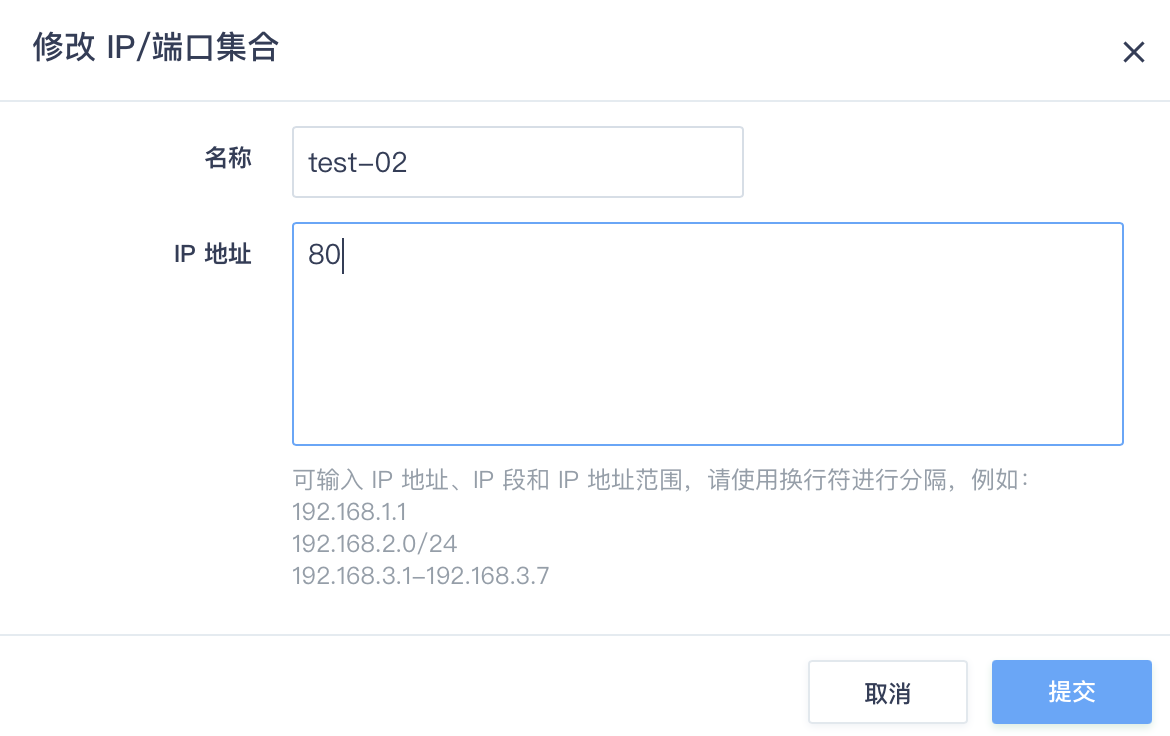 修改 IP/端口集合
名称
test-02
IP 地址
80
可输入 IP 地址、IP 段和 IP 地址范围，请使用换行符进行分隔，例如：
192.168.1.1
192.168.2.0/24
192.168.3.1-192.168.3.7
取消
提交